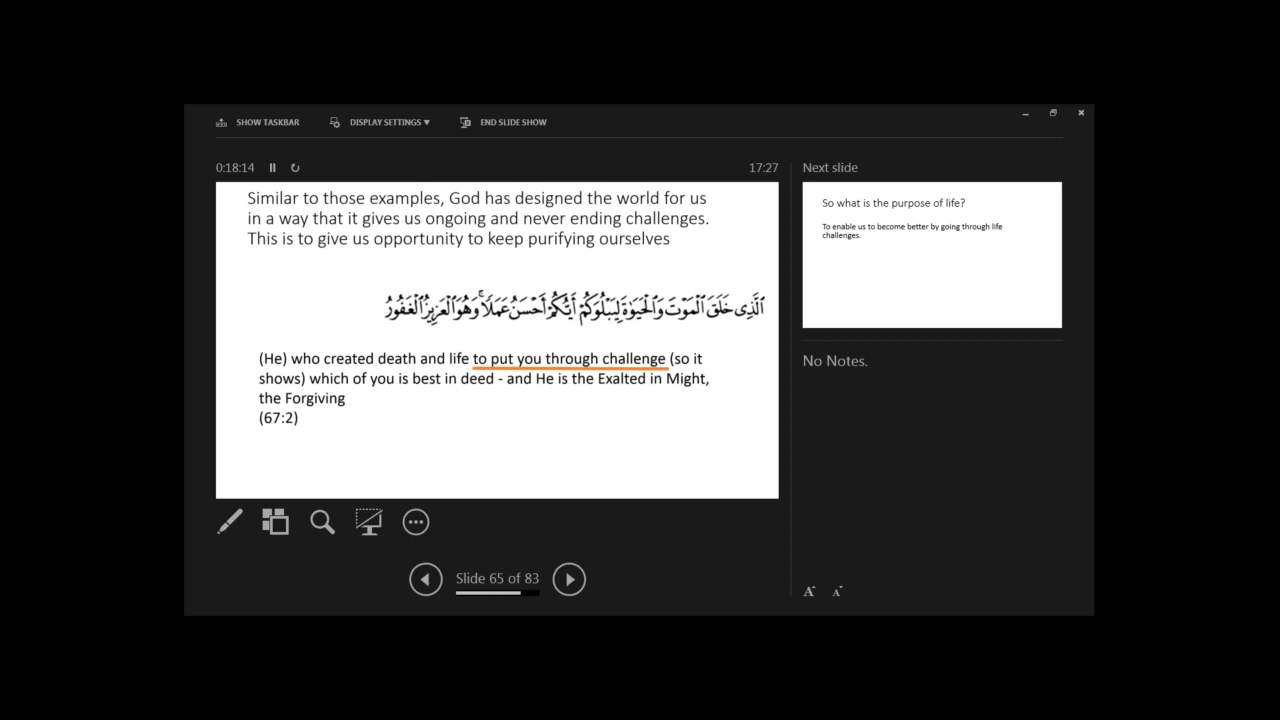 SHOW TASKBAR
DISPLAY SETTINGS ▼
END SLIDE SHOW
0:18:14
17:27
Next slide
Similar to those examples, God has designed the world for us
in a way that it gives us ongoing and never ending challenges.
This is to give us opportunity to keep purifying ourselves
ٱلَّذِى خَلَقَ ٱلْمَوْتَ وَٱلْحَيَوٰةَ لِيَبْلُوَكُمْ أَيُّكُمْ أَحْسَنُ عَمَلًا ۚ وَهُوَ ٱلْعَزِيزُ ٱلْغَفُورُ
(He) who created death and life to put you through challenge (so it
shows) which of you is best in deed - and He is the Exalted in Might,
the Forgiving
(67:2)
So what is the purpose of life?
To enable us to become better by going through life
challenges.
No Notes.
Slide 65 of 83
A A